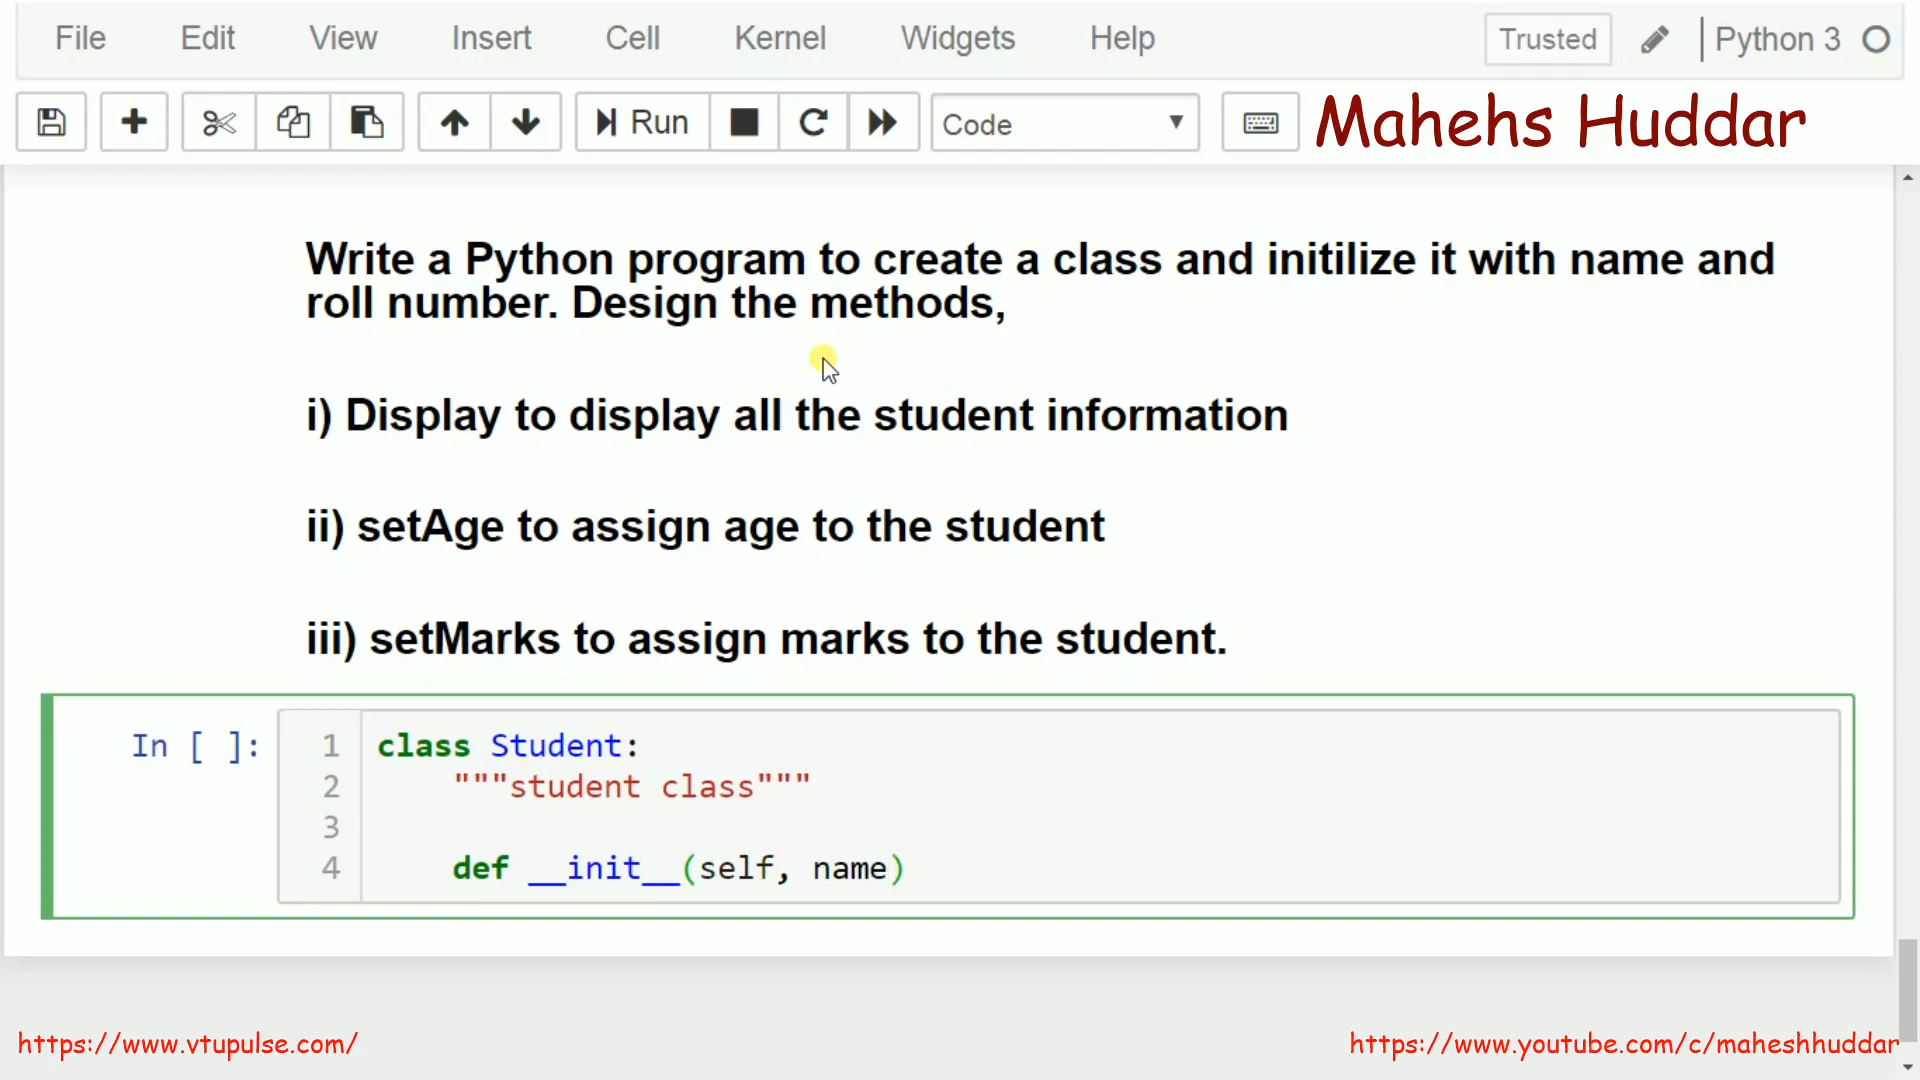 File Edit View Insert Cell Kernel Widgets Help Trusted Python 3
Run Code Mahehs Huddar
Write a Python program to create a class and initilize it with name and
roll number. Design the methods,
i) Display to display all the student information
ii) setAge to assign age to the student
iii) setMarks to assign marks to the student.
In [ ]: 1 class Student:
2 """student class"""
3
4 def __init__(self, name)
https://www.vtupulse.com/ https://www.youtube.com/c/maheshhuddar